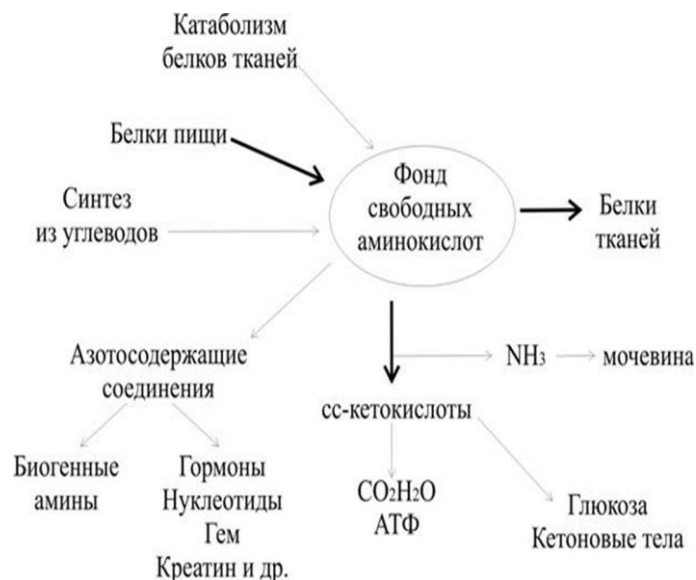 Катаболизм
белков тканей
Белки пищи
Фонд
свободных
аминокислот
Синтез
из углеводов
Белки
тканей
Азотосодержащие
соединения
NH₃
мочевина
сс-кетокислоты
Биогенные
амины
Гормоны
Нуклеотиды
Гем
Креатин и др.
CO₂H₂O
АТФ
Глюкоза
Кетоновые тела